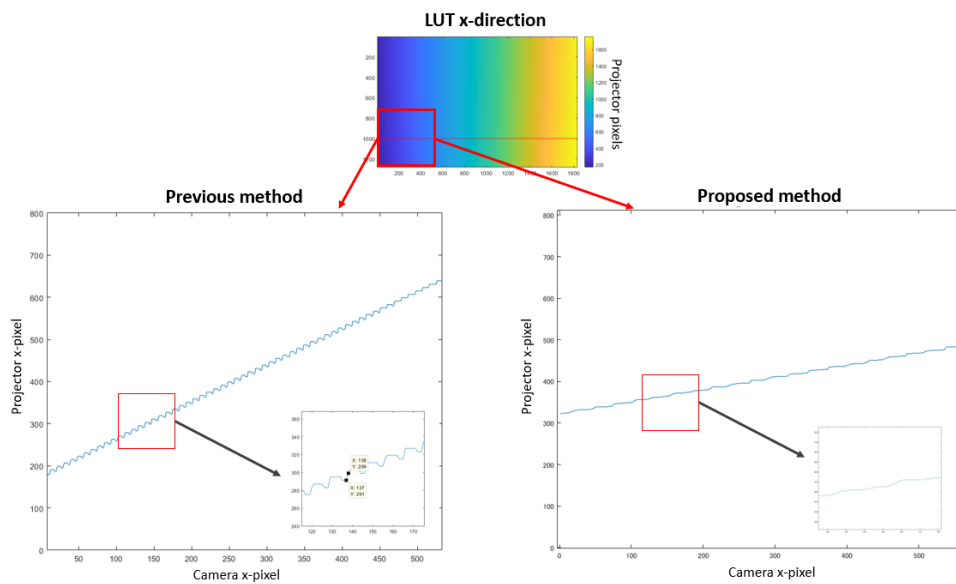 LUT x-direction
200
400
600
800
1000
1200
200 400 600 800 1000 1200 1400 1600 1800
1600
1400
1200
1000
800
600
400
200
Projector pixels
Previous method
800
700
600
500
400
300
200
100
0
50 100 150 200 250 300 350 400 450 500
Camera x-pixel
Projector x-pixel
360
340
320
300
280
260
240
120 130 140 150 160 170
X: 138
Y: 299
X: 137
Y: 291
Proposed method
800
700
600
500
400
300
200
100
0
0 100 200 300 400 500
Camera x-pixel
Projector x-pixel